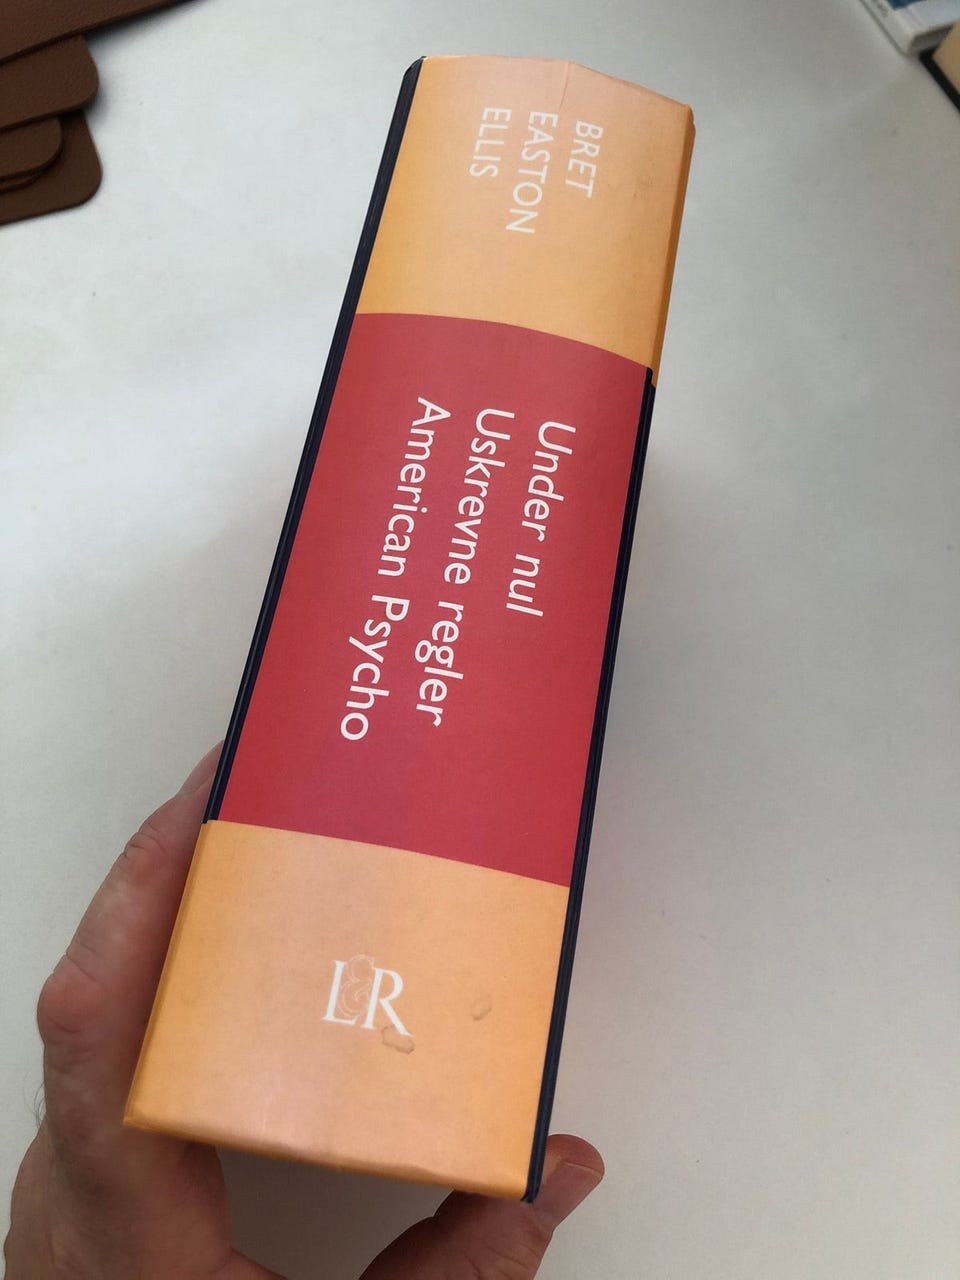 BRET
EASTON
ELLIS
Under nul
Uskrevne regler
American Psycho
L&R